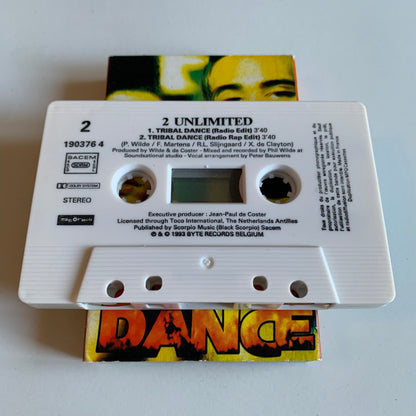 2
190376 4
SACEM
SDRM
DOLBY SYSTEM
STEREO
2 UNLIMITED
1. TRIBAL DANCE (Radio Edit) 3'40
2. TRIBAL DANCE (Radio Rap Edit) 3'40
(P. Wilde / F. Martens / R.L. Slijngaard / X. de Clayton)
Produced by Wilde & de Coster - Mixed and recorded by Phil Wilde at
Soundsational studio - Vocal arrangement by Peter Bauwens
Executive producer : Jean-Paul de Coster
Licensed through Toco International, The Netherlands Antilles
Published by Scorpio Music (Black Scorpio) Sacem
℗ & © 1993 BYTE RECORDS BELGIUM
DANCE